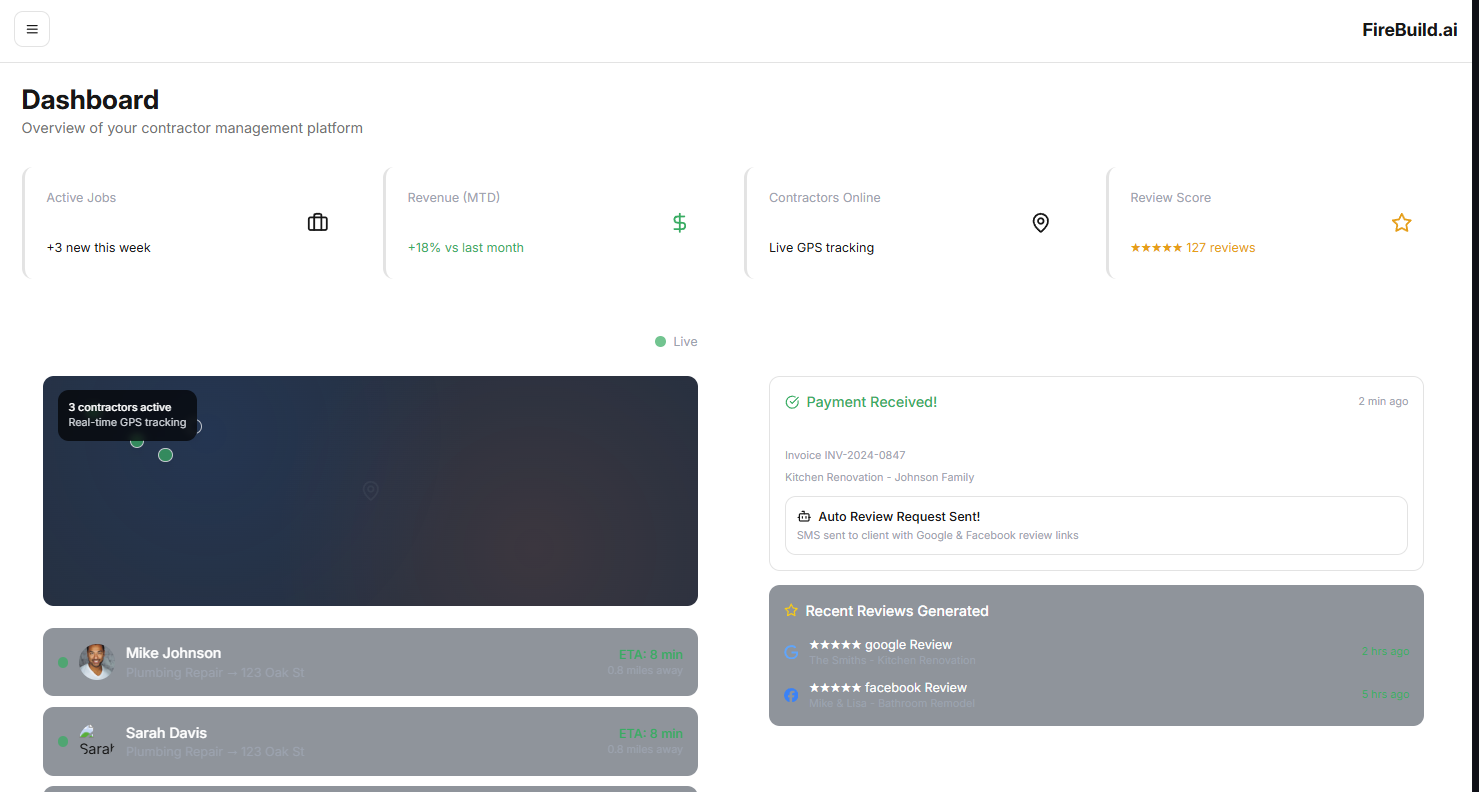 FireBuild.ai
Dashboard
Overview of your contractor management platform
Active Jobs
+3 new this week
Revenue (MTD)
+18% vs last month
Contractors Online
Live GPS tracking
Review Score
★★★★★ 127 reviews
Live
3 contractors active
Real-time GPS tracking
Mike Johnson
Plumbing Repair → 123 Oak St
ETA: 8 min
0.8 miles away
Sarah
Sarah Davis
Plumbing Repair → 123 Oak St
ETA: 8 min
0.8 miles away
Payment Received!
2 min ago
Invoice INV-2024-0847
Kitchen Renovation - Johnson Family
Auto Review Request Sent!
SMS sent to client with Google & Facebook review links
Recent Reviews Generated
★★★★★ google Review
The Smiths - Kitchen Renovation
2 hrs ago
★★★★★ facebook Review
Mike & Lisa - Bathroom Remodel
5 hrs ago